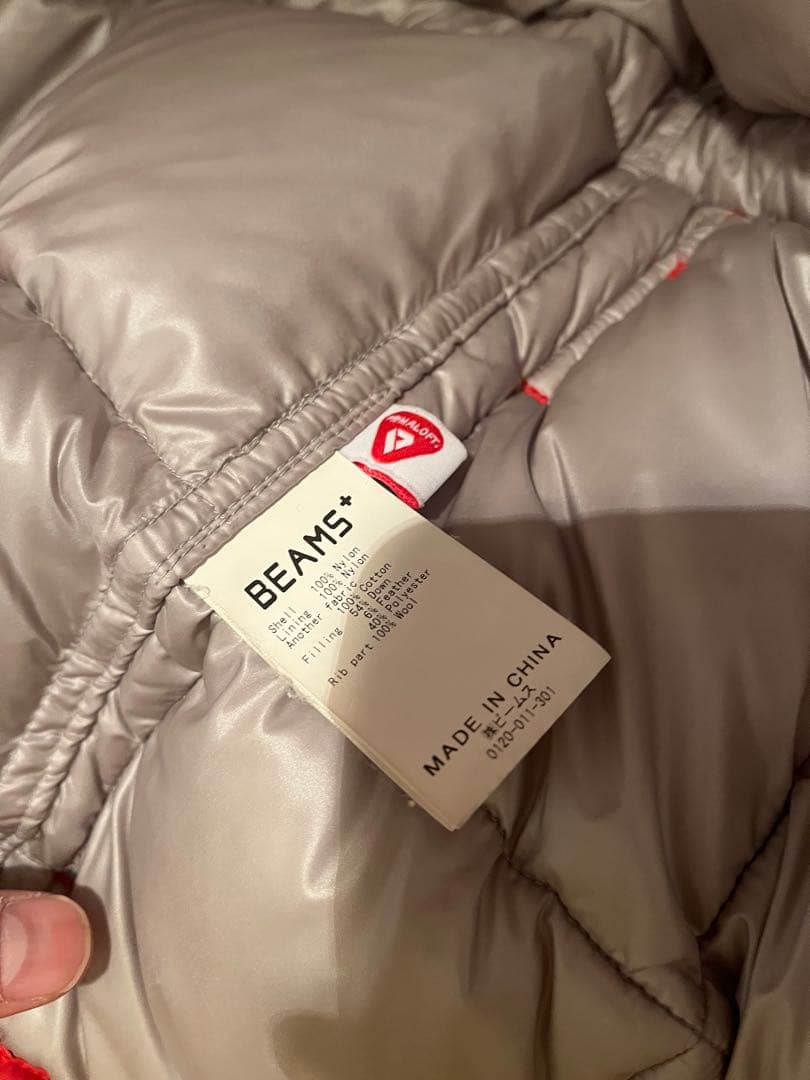 PRIMALOFT.
BEAMS+
Shell 100% Nylon
Lining 100% Nylon
Another fabric
100% Cotton
Filling 54% Down
6% Feather
40% Polyester
Rib part 100% Wool
MADE IN CHINA
㈱ビームス
0120-011-301